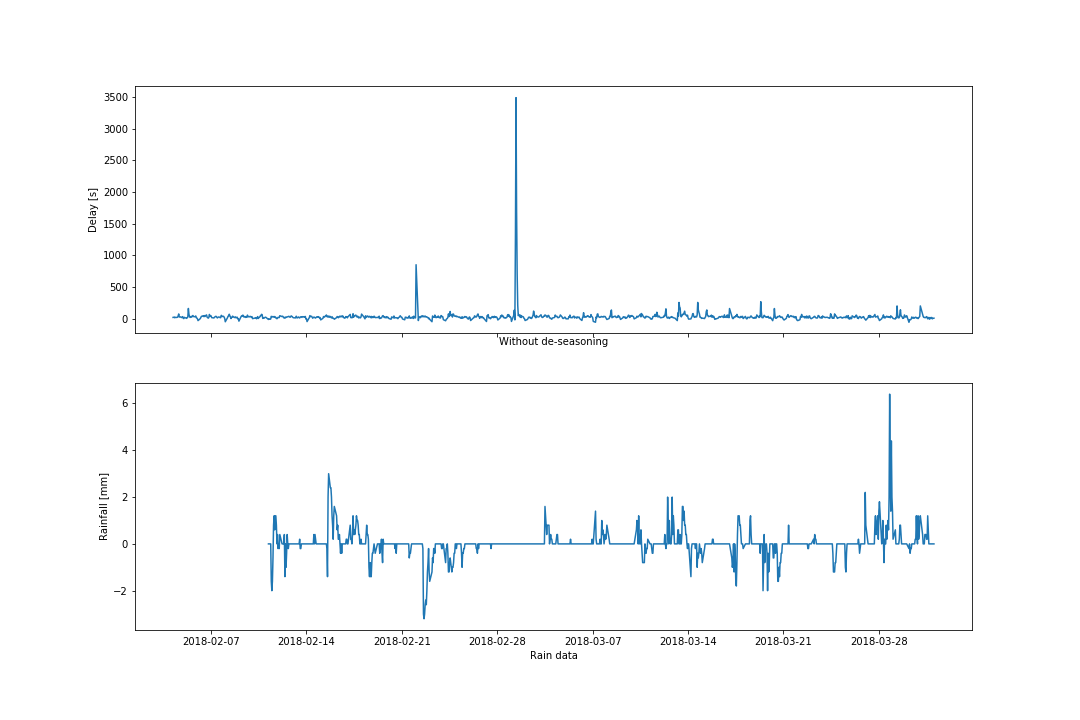 3500
3000
2500
2000
1500
1000
500
0
Delay [s]
Without de-seasoning
6
4
2
0
−2
Rainfall [mm]
2018-02-07 2018-02-14 2018-02-21 2018-02-28 2018-03-07 2018-03-14 2018-03-21 2018-03-28
Rain data